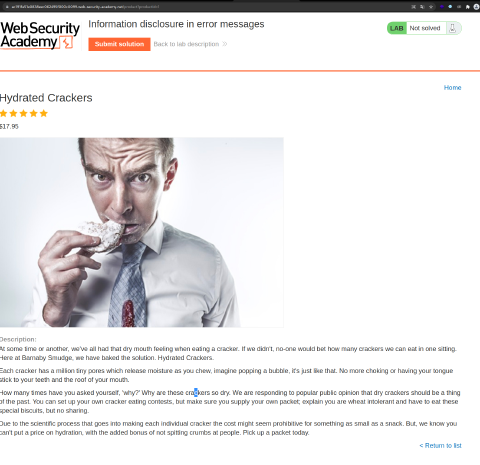 WebSecurity
Academy
Information disclosure in error messages
Submit solution
Back to lab description
LAB
Not solved
Home
Hydrated Crackers
$17.95
Description:
At some time or another, we've all had that dry mouth feeling when eating a cracker. If we didn't, no-one would bet how many crackers we can eat in one sitting.
Here at Barnaby Smudge, we have baked the solution. Hydrated Crackers.
Each cracker has a million tiny pores which release moisture as you chew, imagine popping a bubble, it's just like that. No more choking or having your tongue
stick to your teeth and the roof of your mouth.
How many times have you asked yourself, 'why?' Why are these crackers so dry. We are responding to popular public opinion that dry crackers should be a thing
of the past. You can set up your own cracker eating contests, but make sure you supply your own packet; explain you are wheat intolerant and have to eat these
special biscuits, but no sharing.
Due to the scientific process that goes into making each individual cracker the cost might seem prohibitive for something as small as a snack. But, we know you
can't put a price on hydration, with the added bonus of not spitting crumbs at people. Pick up a packet today.
< Return to list